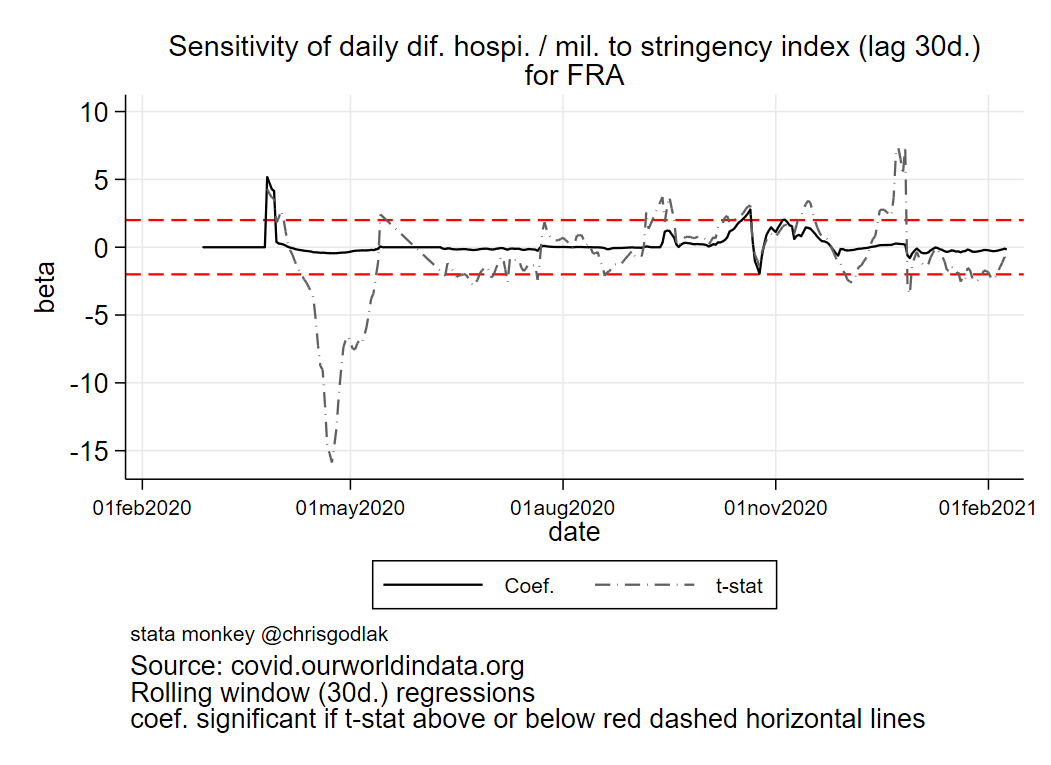 Sensitivity of daily dif. hospi. / mil. to stringency index (lag 30d.)
for FRA
10
5
0
-5
-10
-15
beta
01feb2020
01may2020
01aug2020
01nov2020
01feb2021
date
Coef.
t-stat
stata monkey @chrisgodlak
Source: covid.ourworldindata.org
Rolling window (30d.) regressions
coef. significant if t-stat above or below red dashed horizontal lines